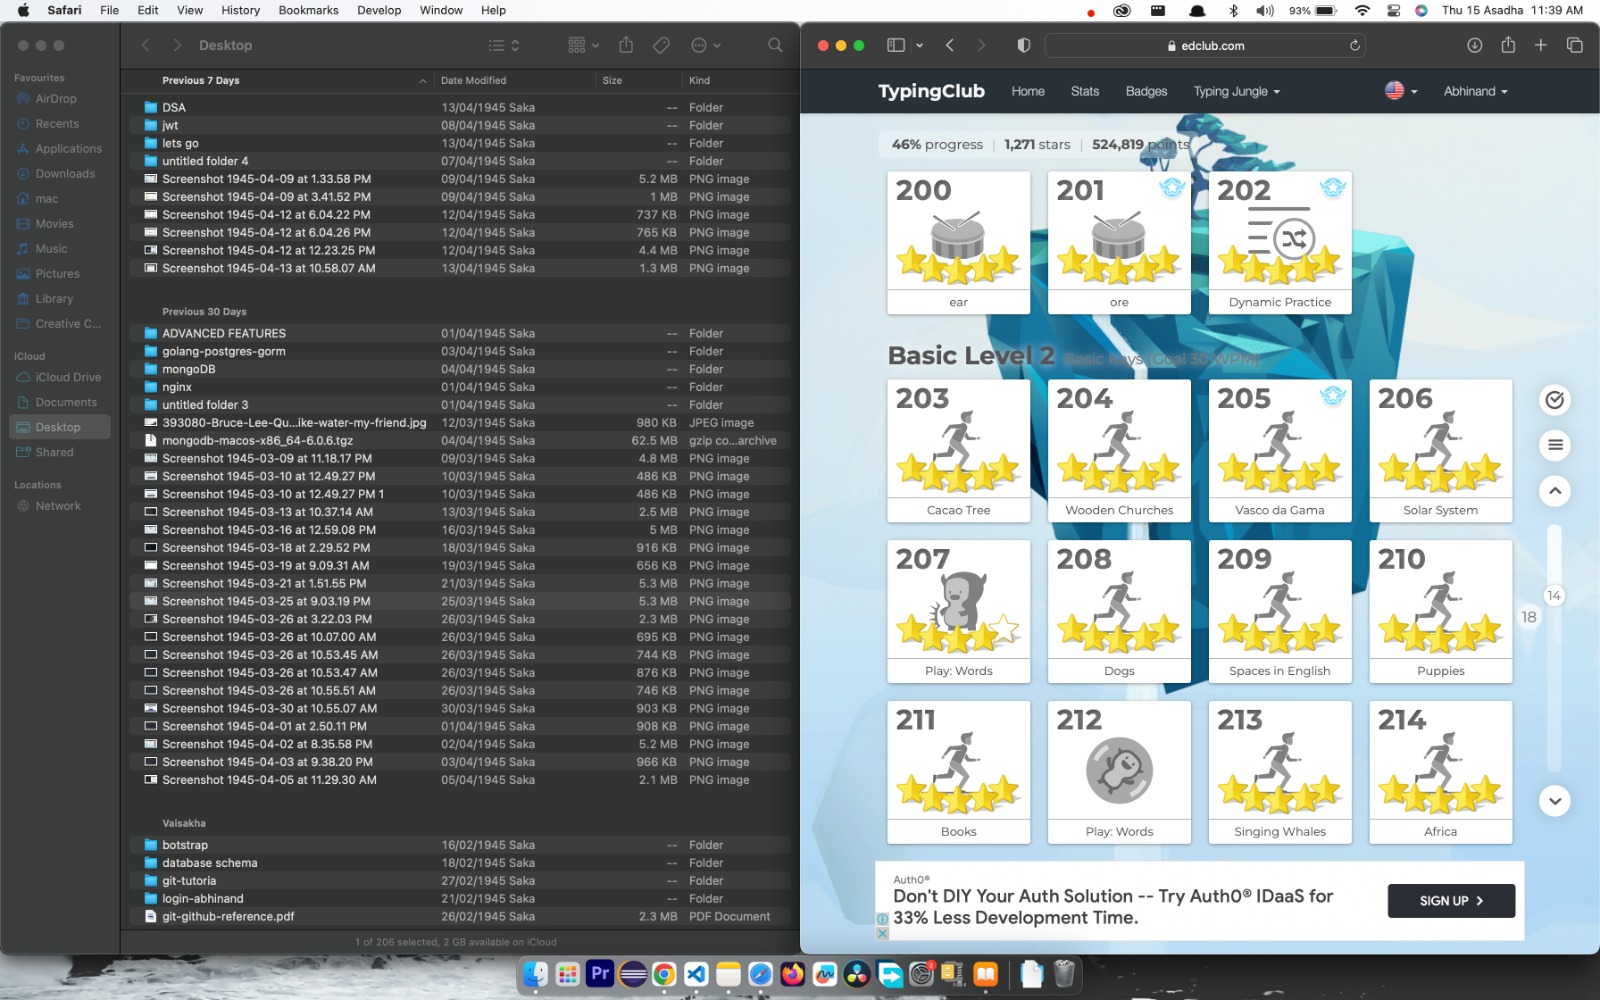 Safari File Edit View History Bookmarks Develop Window Help 93% Thu 15 Asadha 11:39 AM
Desktop
Favourites
AirDrop
Recents
Applications
Downloads
mac
Movies
Music
Pictures
Library
Creative C...
iCloud
iCloud Drive
Documents
Desktop
Shared
Locations
Network
Previous 7 Days Date Modified Size Kind
DSA 13/04/1945 Saka -- Folder
jwt 08/04/1945 Saka -- Folder
lets go 13/04/1945 Saka -- Folder
untitled folder 4 07/04/1945 Saka -- Folder
Screenshot 1945-04-09 at 1.33.58 PM 09/04/1945 Saka 5.2 MB PNG image
Screenshot 1945-04-09 at 3.41.52 PM 09/04/1945 Saka 1 MB PNG image
Screenshot 1945-04-12 at 6.04.22 PM 12/04/1945 Saka 737 KB PNG image
Screenshot 1945-04-12 at 6.04.26 PM 12/04/1945 Saka 765 KB PNG image
Screenshot 1945-04-12 at 12.23.25 PM 12/04/1945 Saka 4.4 MB PNG image
Screenshot 1945-04-13 at 10.58.07 AM 13/04/1945 Saka 1.3 MB PNG image
Previous 30 Days
ADVANCED FEATURES 01/04/1945 Saka -- Folder
golang-postgres-gorm 03/04/1945 Saka -- Folder
mongoDB 04/04/1945 Saka -- Folder
nginx 01/04/1945 Saka -- Folder
untitled folder 3 01/04/1945 Saka -- Folder
393080-Bruce-Lee-Qu...ike-water-my-friend.jpg 12/03/1945 Saka 980 KB JPEG image
mongodb-macos-x86_64-6.0.6.tgz 04/04/1945 Saka 62.5 MB gzip co...archive
Screenshot 1945-03-09 at 11.18.17 PM 09/03/1945 Saka 4.8 MB PNG image
Screenshot 1945-03-10 at 12.49.27 PM 10/03/1945 Saka 486 KB PNG image
Screenshot 1945-03-10 at 12.49.27 PM 1 10/03/1945 Saka 486 KB PNG image
Screenshot 1945-03-13 at 10.37.14 AM 13/03/1945 Saka 2.5 MB PNG image
Screenshot 1945-03-16 at 12.59.08 PM 16/03/1945 Saka 5 MB PNG image
Screenshot 1945-03-18 at 2.29.52 PM 18/03/1945 Saka 916 KB PNG image
Screenshot 1945-03-19 at 9.09.31 AM 19/03/1945 Saka 656 KB PNG image
Screenshot 1945-03-21 at 1.51.55 PM 21/03/1945 Saka 5.3 MB PNG image
Screenshot 1945-03-25 at 9.03.19 PM 25/03/1945 Saka 5.3 MB PNG image
Screenshot 1945-03-26 at 3.22.03 PM 26/03/1945 Saka 2.3 MB PNG image
Screenshot 1945-03-26 at 10.07.00 AM 26/03/1945 Saka 695 KB PNG image
Screenshot 1945-03-26 at 10.53.45 AM 26/03/1945 Saka 744 KB PNG image
Screenshot 1945-03-26 at 10.53.47 AM 26/03/1945 Saka 876 KB PNG image
Screenshot 1945-03-26 at 10.55.51 AM 26/03/1945 Saka 746 KB PNG image
Screenshot 1945-03-30 at 10.55.07 AM 30/03/1945 Saka 903 KB PNG image
Screenshot 1945-04-01 at 2.50.11 PM 01/04/1945 Saka 908 KB PNG image
Screenshot 1945-04-02 at 8.35.58 PM 02/04/1945 Saka 5.2 MB PNG image
Screenshot 1945-04-03 at 9.38.20 PM 03/04/1945 Saka 966 KB PNG image
Screenshot 1945-04-05 at 11.29.30 AM 05/04/1945 Saka 2.1 MB PNG image
Vaisakha
botstrap 16/02/1945 Saka -- Folder
database schema 18/02/1945 Saka -- Folder
git-tutoria 27/02/1945 Saka -- Folder
login-abhinand 21/02/1945 Saka -- Folder
git-github-reference.pdf 26/02/1945 Saka 2.3 MB PDF Document
1 of 206 selected, 2 GB available on iCloud
edclub.com
TypingClub Home Stats Badges Typing Jungle Abhinand
46% progress | 1,271 stars | 524,819 points
200 201 202
ear ore Dynamic Practice
Basic Level 2 Basic Keys (Goal 30 WPM)
203 204 205 206
Cacao Tree Wooden Churches Vasco da Gama Solar System
207 208 209 210
Play: Words Dogs Spaces in English Puppies
14
18
211 212 213 214
Books Play: Words Singing Whales Africa
Auth0®
Don't DIY Your Auth Solution -- Try Auth0® IDaaS for
33% Less Development Time.
SIGN UP
Pr